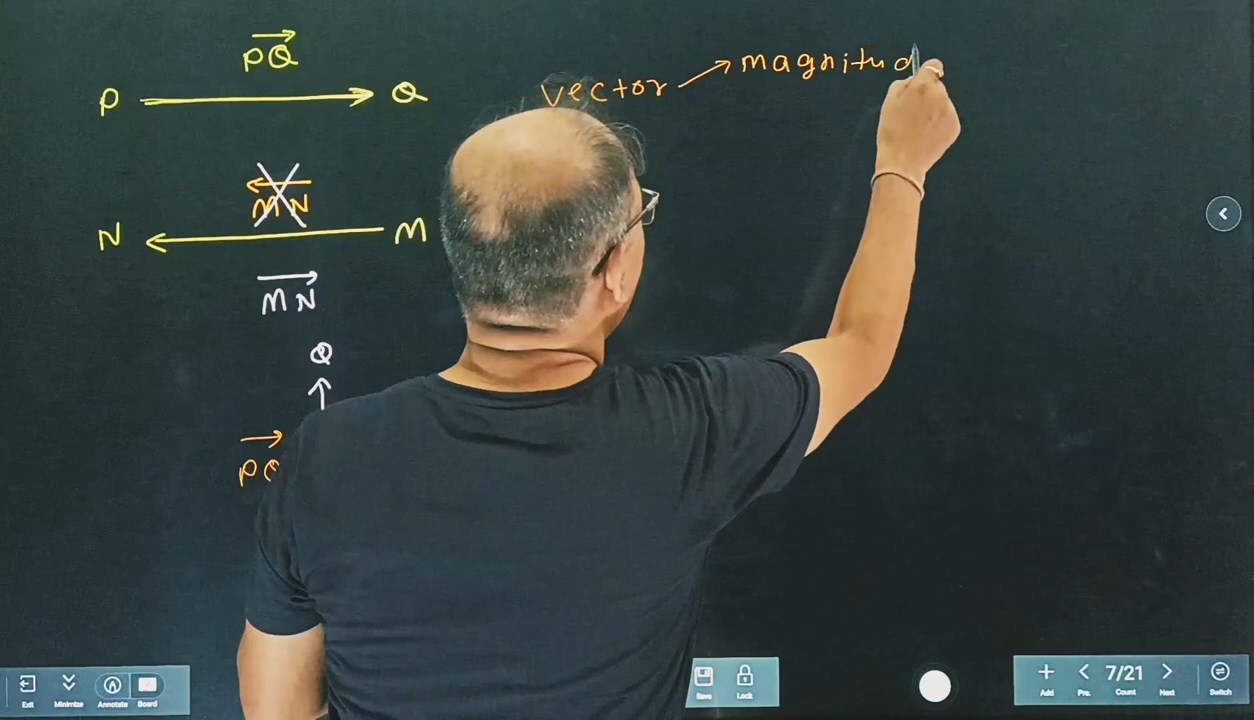 PQ
P Q
vector magnitud
MN
N M
MN
Q
PQ
Exit Minimize Annotate Board
Save Lock
Add Pre. 7/21 Count Next Switch